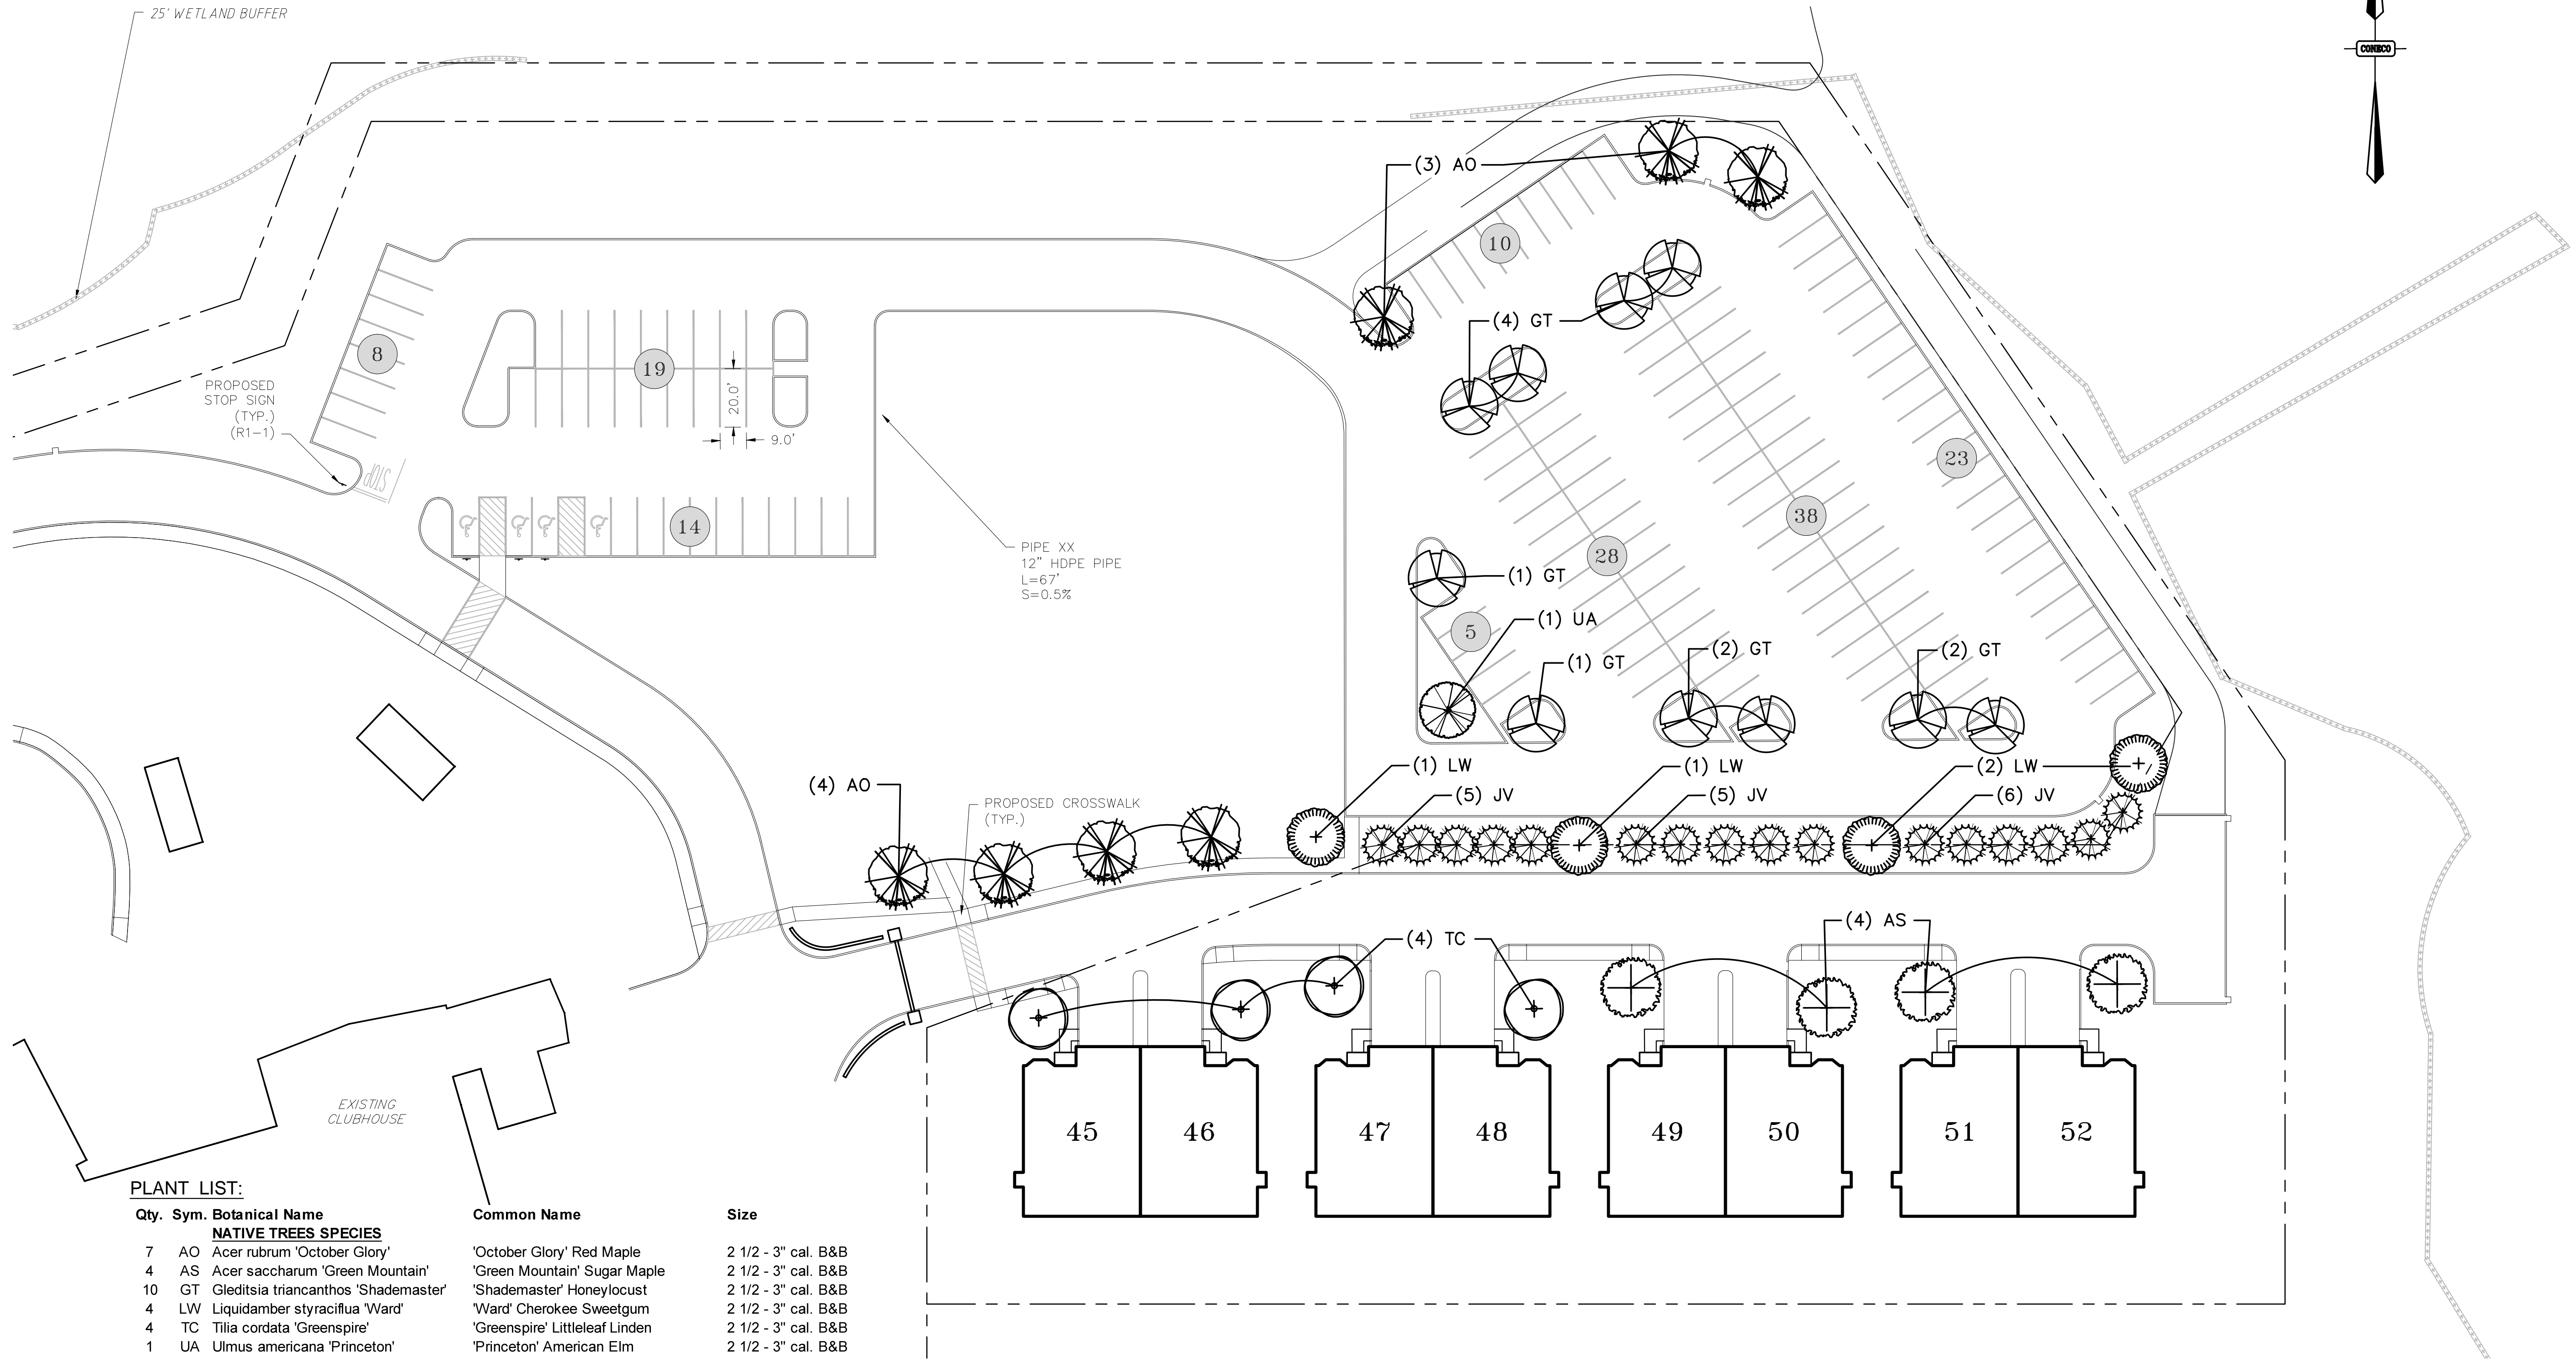 25' WETLAND BUFFER
CONECO
(3) AO
10
(4) GT
8
19
20.0'
9.0'
PROPOSED
STOP SIGN
(TYP.)
(R1-1)
STOP
14
23
38
28
PIPE XX
12" HDPE PIPE
L=67'
S=0.5%
(1) GT
5
(1) UA
(1) GT
(2) GT
(2) GT
(4) AO
PROPOSED CROSSWALK
(TYP.)
(1) LW
(5) JV
(1) LW
(5) JV
(2) LW
(6) JV
(4) TC
(4) AS
EXISTING
CLUBHOUSE
45 46 47 48 49 50 51 52
PLANT LIST:
Qty. Sym. Botanical Name Common Name Size
NATIVE TREES SPECIES
7 AO Acer rubrum 'October Glory' 'October Glory' Red Maple 2 1/2 - 3" cal. B&B
4 AS Acer saccharum 'Green Mountain' 'Green Mountain' Sugar Maple 2 1/2 - 3" cal. B&B
10 GT Gleditsia triancanthos 'Shademaster' 'Shademaster' Honeylocust 2 1/2 - 3" cal. B&B
4 LW Liquidamber styraciflua 'Ward' 'Ward' Cherokee Sweetgum 2 1/2 - 3" cal. B&B
4 TC Tilia cordata 'Greenspire' 'Greenspire' Littleleaf Linden 2 1/2 - 3" cal. B&B
1 UA Ulmus americana 'Princeton' 'Princeton' American Elm 2 1/2 - 3" cal. B&B